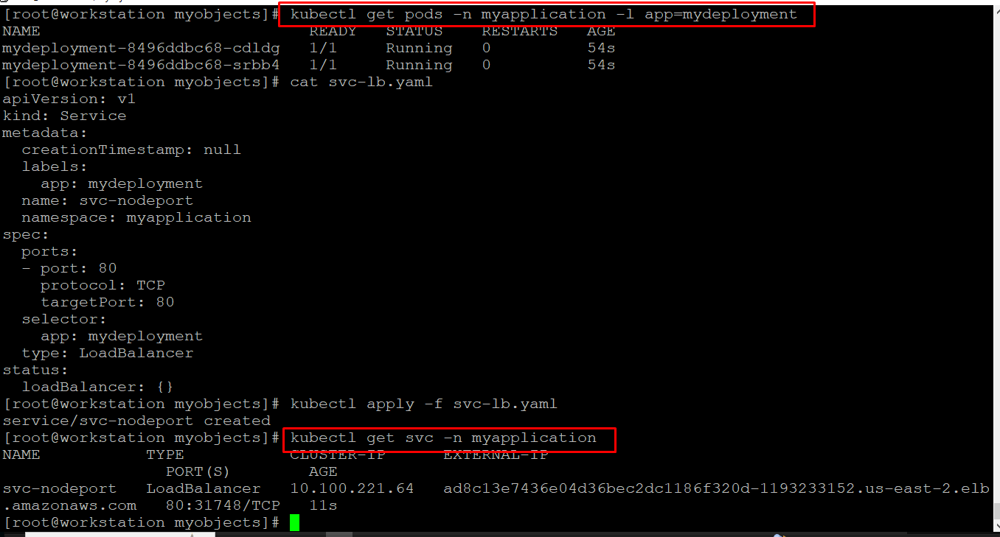 [root@workstation myobjects]# kubectl get pods -n myapplication -l app=mydeployment
NAME                            READY   STATUS    RESTARTS   AGE
mydeployment-8496ddbc68-cdldg   1/1     Running   0          54s
mydeployment-8496ddbc68-srbb4   1/1     Running   0          54s
[root@workstation myobjects]# cat svc-lb.yaml
apiVersion: v1
kind: Service
metadata:
  creationTimestamp: null
  labels:
    app: mydeployment
  name: svc-nodeport
  namespace: myapplication
spec:
  ports:
  - port: 80
    protocol: TCP
    targetPort: 80
  selector:
    app: mydeployment
  type: LoadBalancer
status:
  loadBalancer: {}
[root@workstation myobjects]# kubectl apply -f svc-lb.yaml
service/svc-nodeport created
[root@workstation myobjects]# kubectl get svc -n myapplication
NAME           TYPE           CLUSTER-IP      EXTERNAL-IP
                 PORT(S)        AGE
svc-nodeport   LoadBalancer   10.100.221.64   ad8c13e7436e04d36bec2dc1186f320d-1193233152.us-east-2.elb
.amazonaws.com   80:31748/TCP   11s
[root@workstation myobjects]#